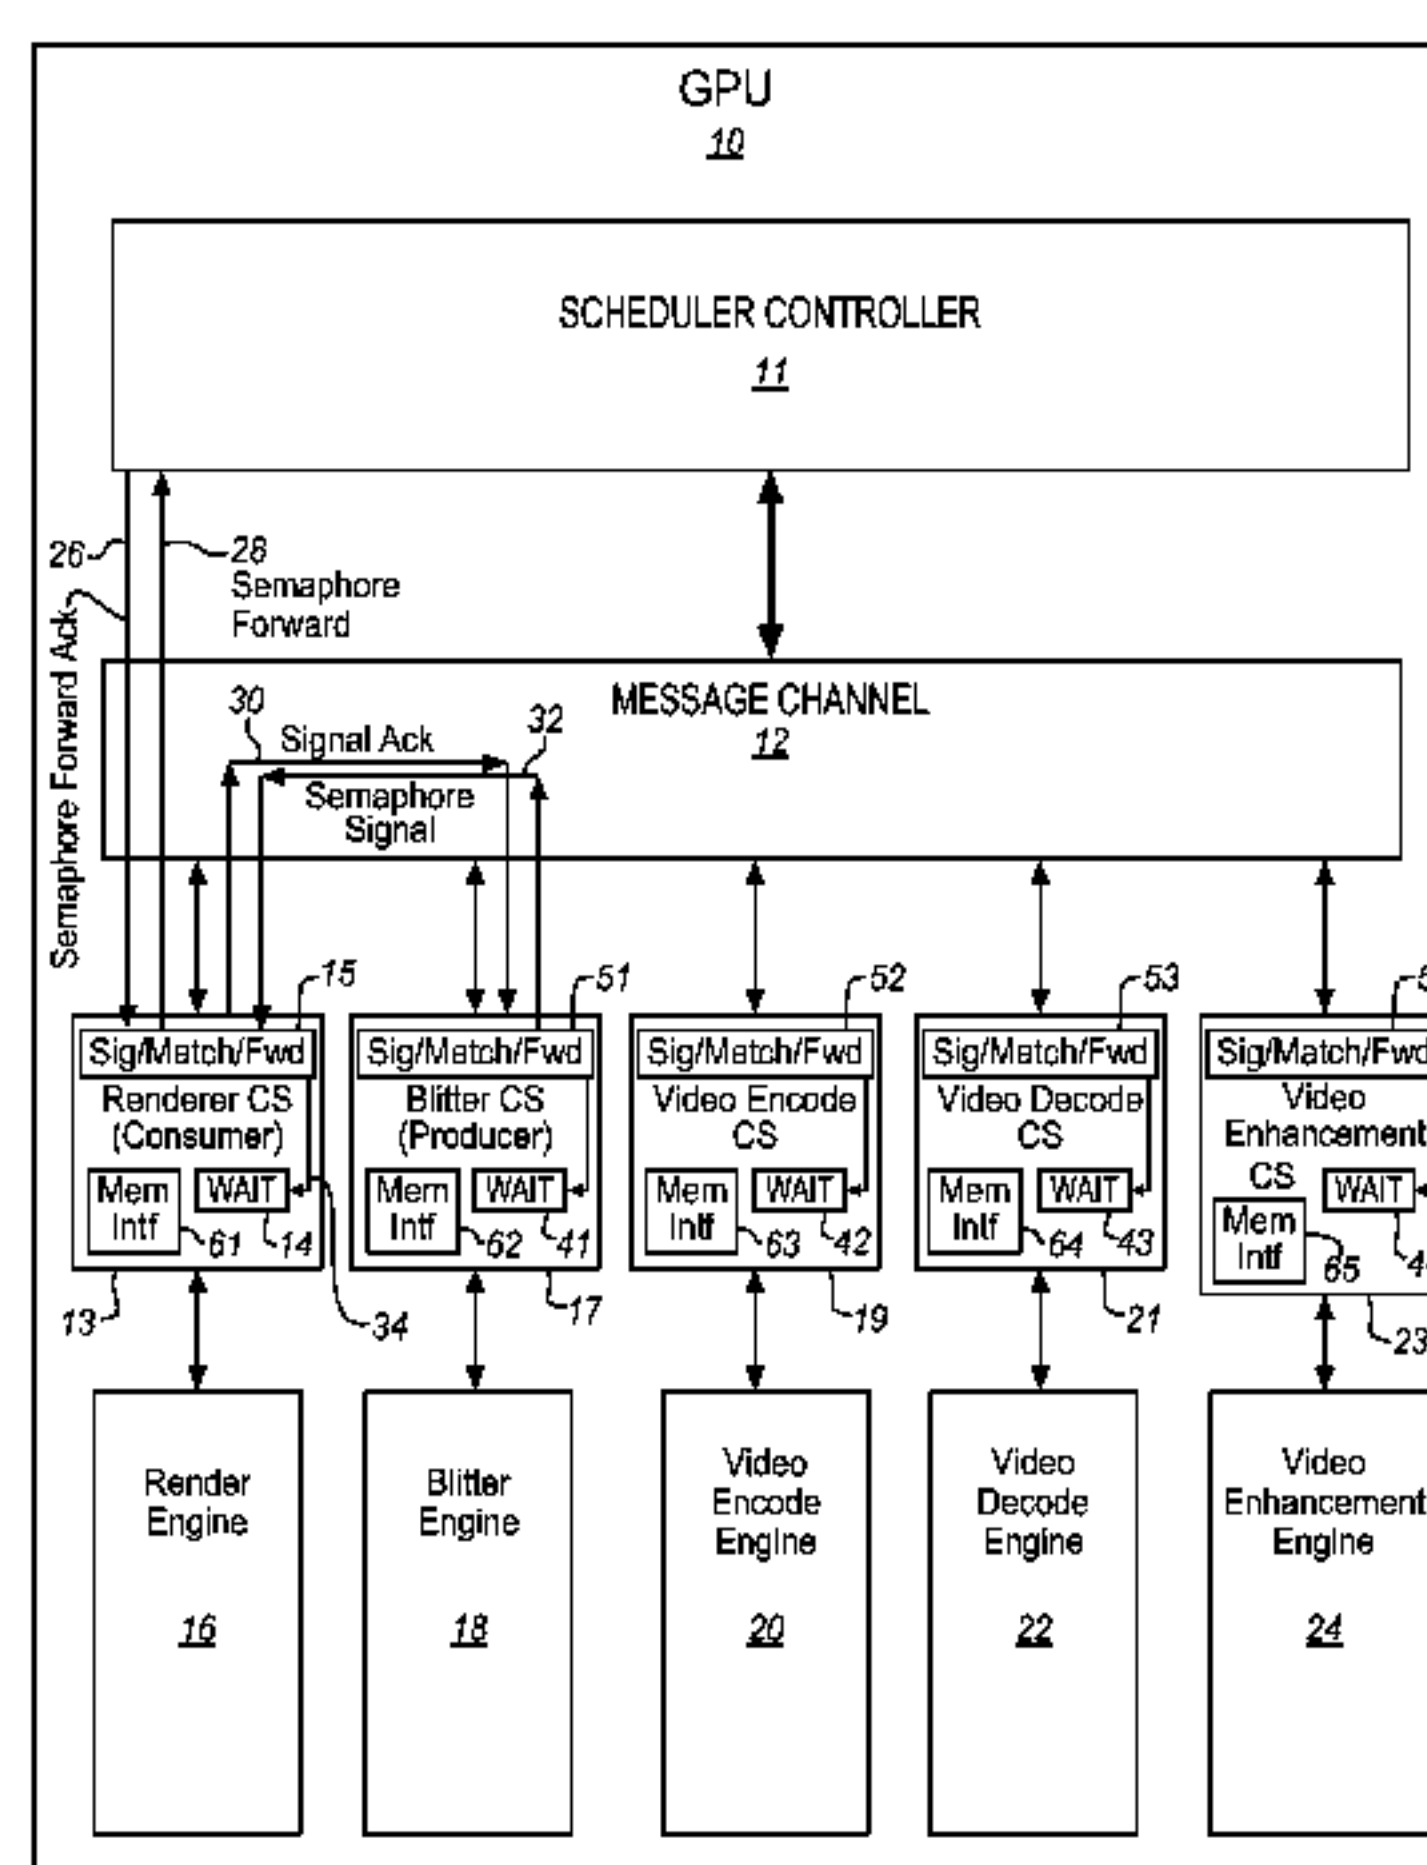 GPU
10
SCHEDULER CONTROLLER
11
26
28
Semaphore
Forward
Semaphore Forward Ack
MESSAGE CHANNEL
12
30
Signal Ack
32
Semaphore
Signal
15
51
52
53
Sig/Match/Fwd
Renderer CS
(Consumer)
Mem
Intf
61
WAIT
14
13
34
Sig/Match/Fwd
Blitter CS
(Producer)
Mem
Intf
62
WAIT
41
17
Sig/Match/Fwd
Video Encode
CS
Mem
Intf
63
WAIT
42
19
Sig/Match/Fwd
Video Decode
CS
Mem
Intf
64
WAIT
43
21
Sig/Match/Fwd
Video
Enhancement
CS
WAIT
Mem
Intf
65
23
Render
Engine
16
Blitter
Engine
18
Video
Encode
Engine
20
Video
Decode
Engine
22
Video
Enhancement
Engine
24